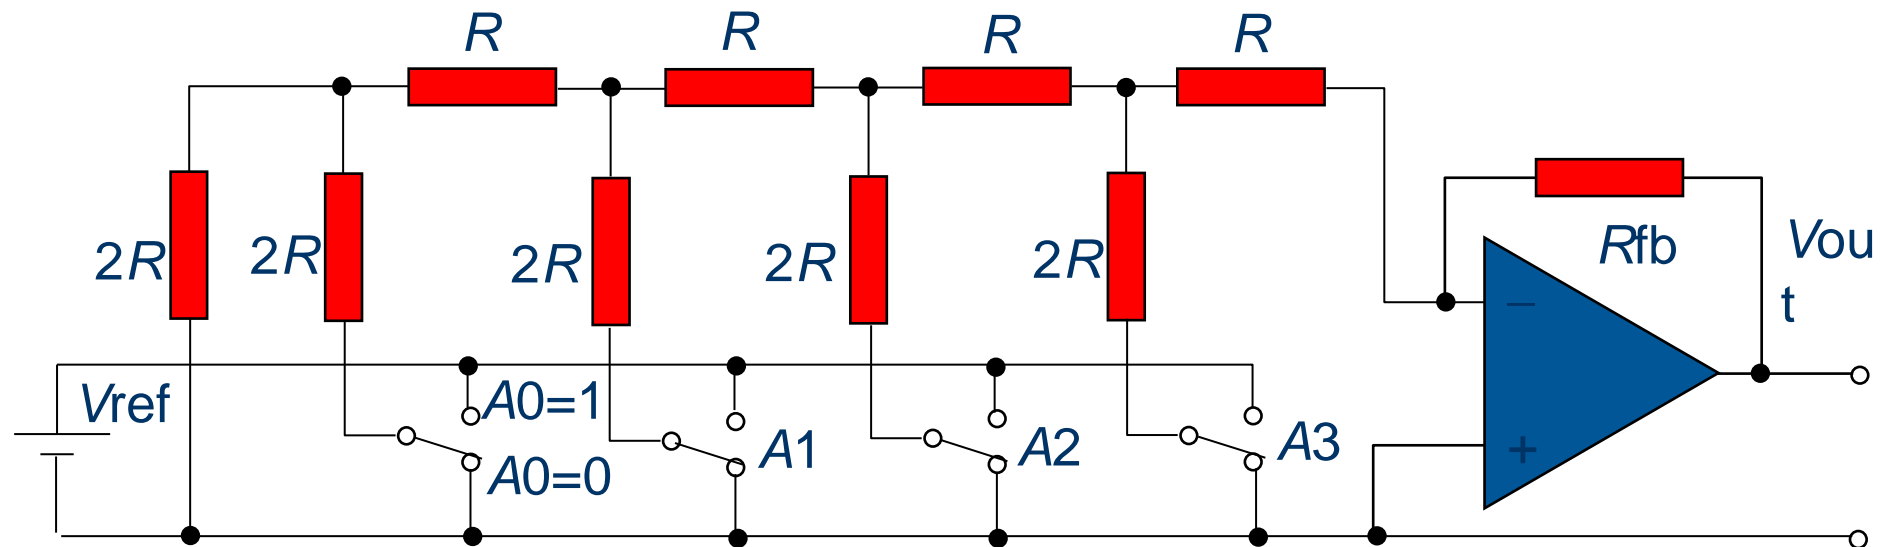 R
R
R
R
2R
2R
2R
2R
2R
Rfb
Vou
t
Vref
A0=1
A0=0
A1
A2
A3
–
+